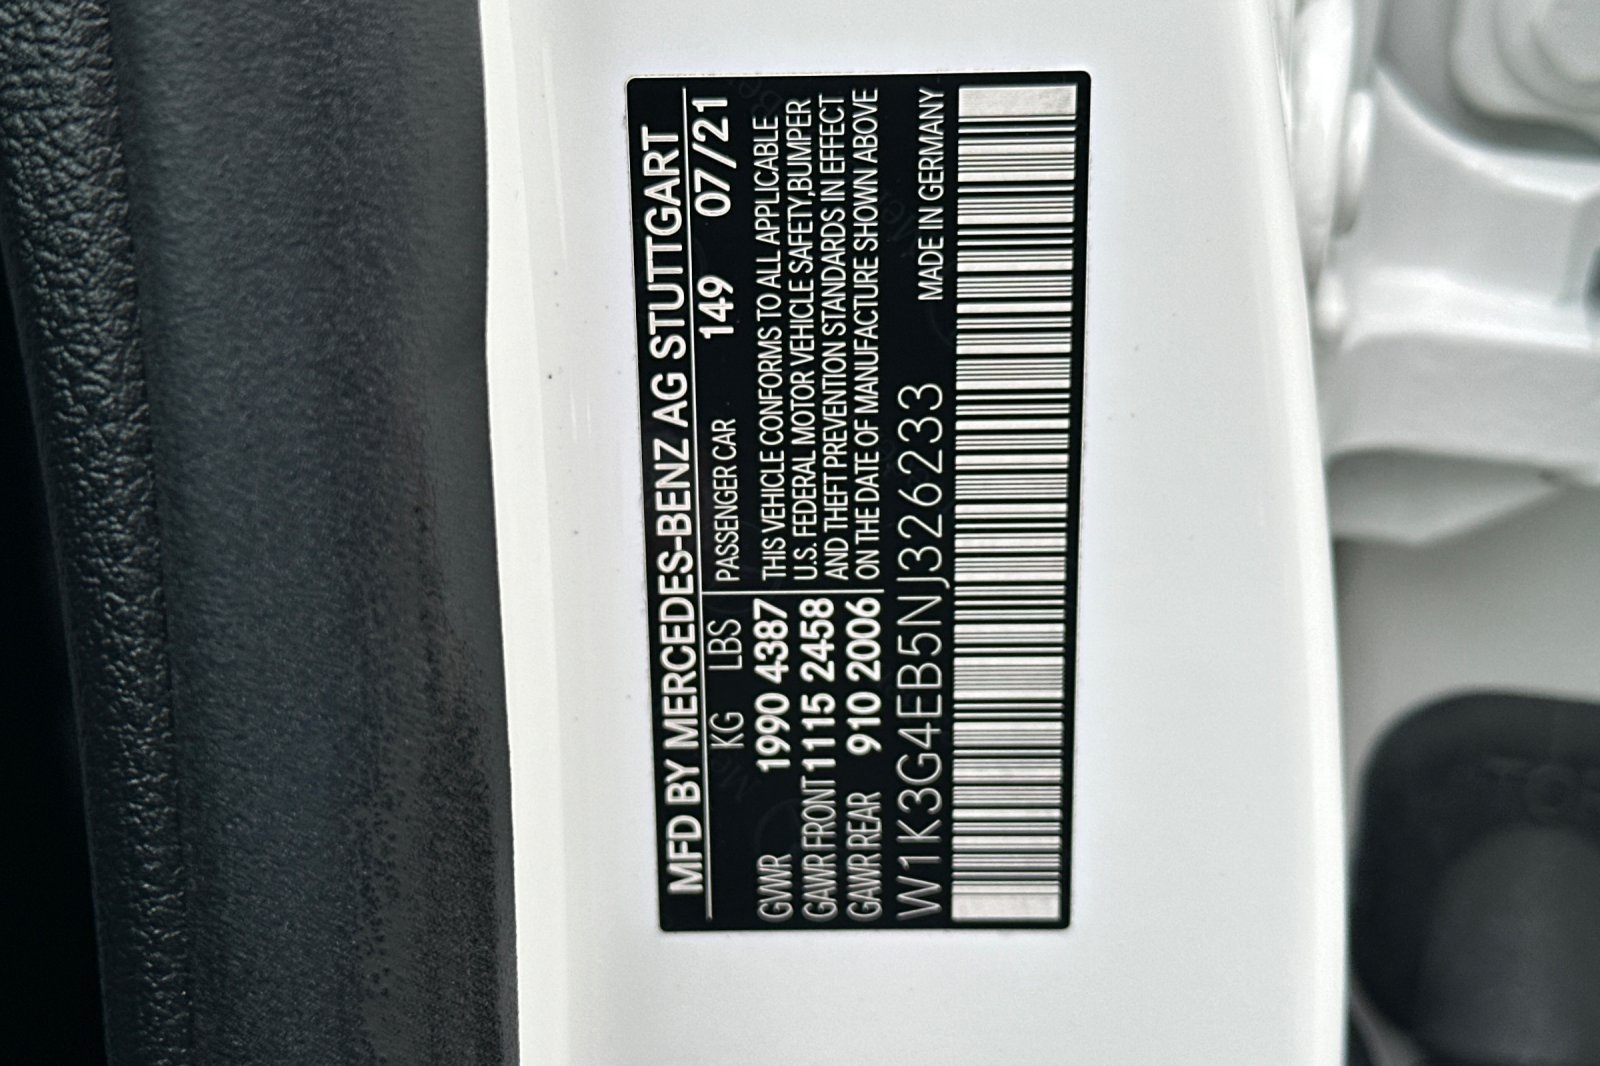 MFD BY MERCEDES-BENZ AG STUTTGART
KG LBS PASSENGER CAR 149 07/21
GVWR 1990 4387 THIS VEHICLE CONFORMS TO ALL APPLICABLE
GAWR FRONT 1115 2458 U.S. FEDERAL MOTOR VEHICLE SAFETY,BUMPER
AND THEFT PREVENTION STANDARDS IN EFFECT
GAWR REAR 910 2006 ON THE DATE OF MANUFACTURE SHOWN ABOVE
W1K3G4EB5NJ326233 MADE IN GERMANY